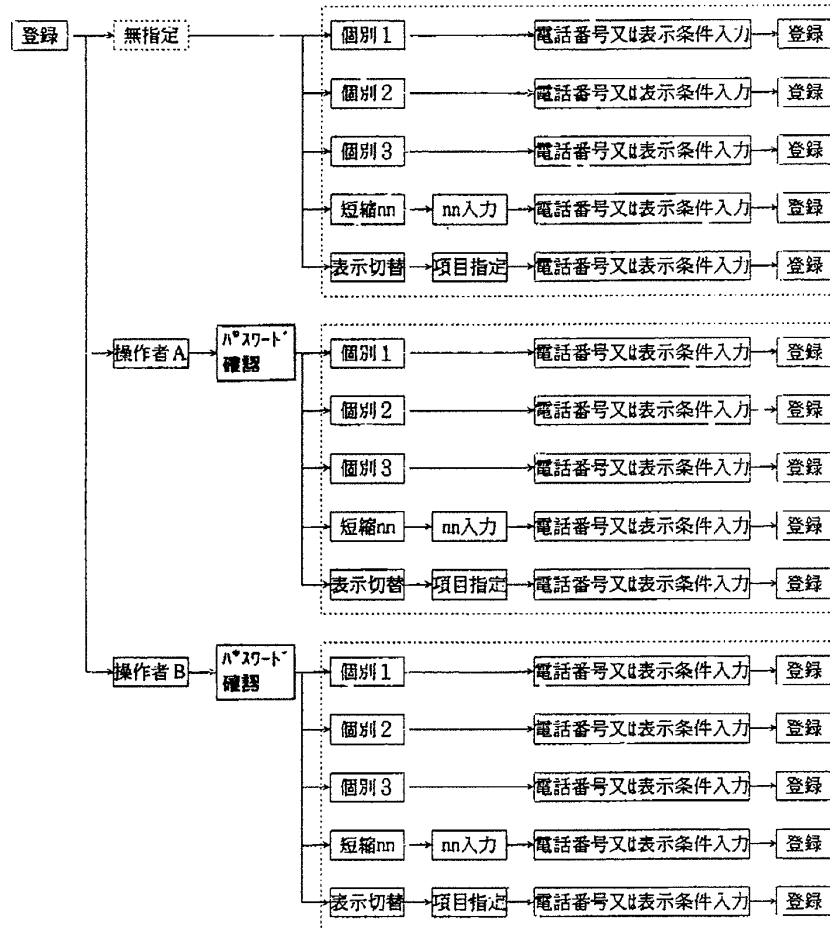 登録 無指定 個別1 電話番号又は表示条件入力 登録
個別2 電話番号又は表示条件入力 登録
個別3 電話番号又は表示条件入力 登録
短縮nn nn入力 電話番号又は表示条件入力 登録
表示切替 項目指定 電話番号又は表示条件入力 登録
操作者A パスワード 個別1 電話番号又は表示条件入力 登録
確認
個別2 電話番号又は表示条件入力 登録
個別3 電話番号又は表示条件入力 登録
短縮nn nn入力 電話番号又は表示条件入力 登録
表示切替 項目指定 電話番号又は表示条件入力 登録
操作者B パスワード 個別1 電話番号又は表示条件入力 登録
確認
個別2 電話番号又は表示条件入力 登録
個別3 電話番号又は表示条件入力 登録
短縮nn nn入力 電話番号又は表示条件入力 登録
表示切替 項目指定 電話番号又は表示条件入力 登録